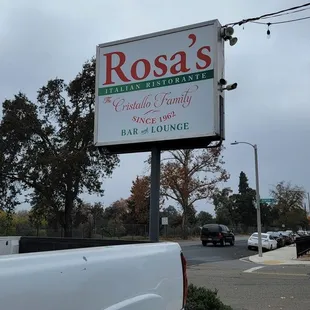 Rosa's
ITALIAN RISTORANTE
The
Cristallo Family
SINCE 1962
BAR and LOUNGE